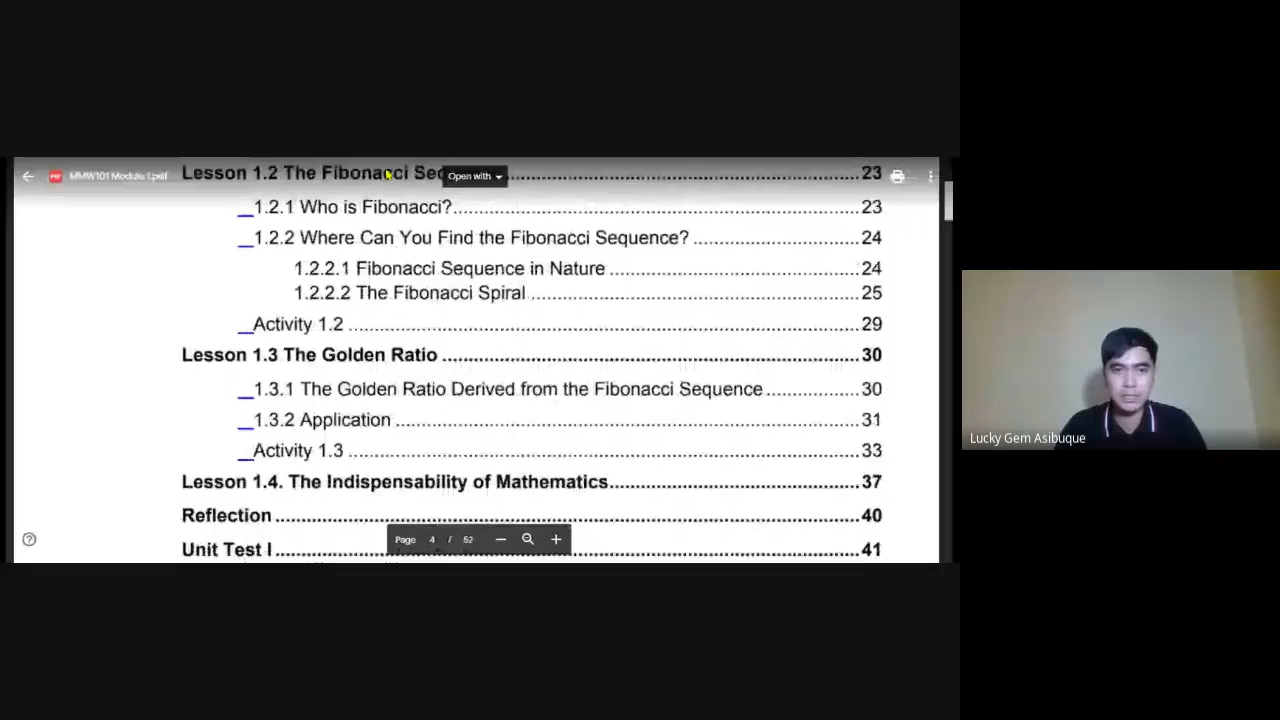 MMW101 Module 1.pdf
Open with
Lesson 1.2 The Fibonacci Seq..........23
1.2.1 Who is Fibonacci?..........23
1.2.2 Where Can You Find the Fibonacci Sequence?..........24
1.2.2.1 Fibonacci Sequence in Nature..........24
1.2.2.2 The Fibonacci Spiral..........25
Activity 1.2..........29
Lesson 1.3 The Golden Ratio..........30
1.3.1 The Golden Ratio Derived from the Fibonacci Sequence..........30
1.3.2 Application..........31
Activity 1.3..........33
Lesson 1.4. The Indispensability of Mathematics..........37
Reflection..........40
Unit Test I..........41
Page 4 / 52
Lucky Gem Asibuque